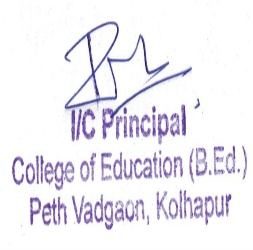 I/C Principal
College of Education (B.Ed.)
Peth Vadgaon, Kolhapur